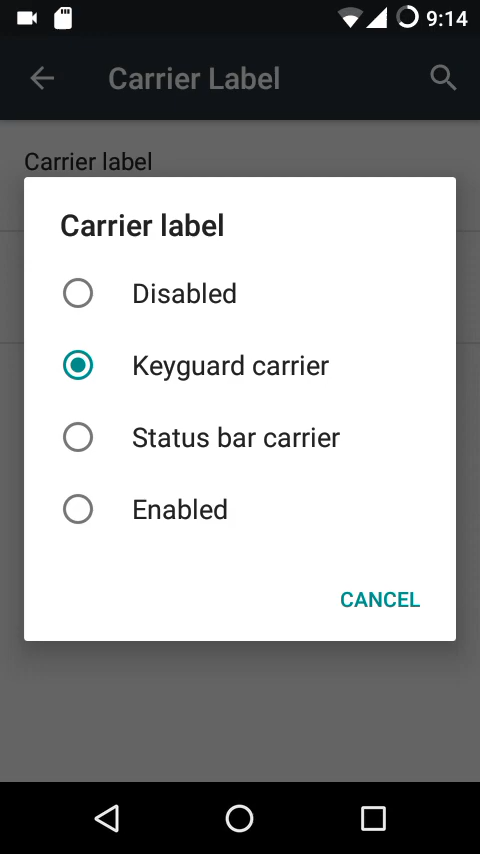 9:14
Carrier Label
Carrier label
Carrier label
Disabled
Keyguard carrier
Status bar carrier
Enabled
CANCEL